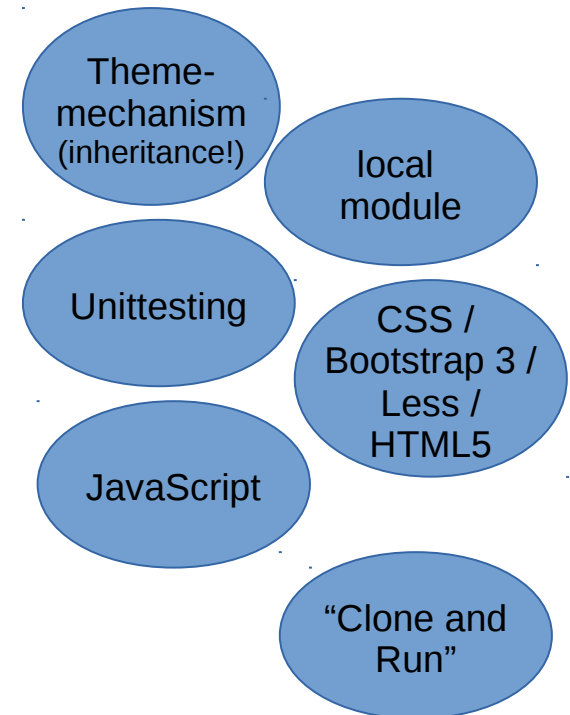 Theme-
mechanism
(inheritance!)
local
module
Unittesting
CSS /
Bootstrap 3 /
Less /
HTML5
JavaScript
“Clone and
Run”